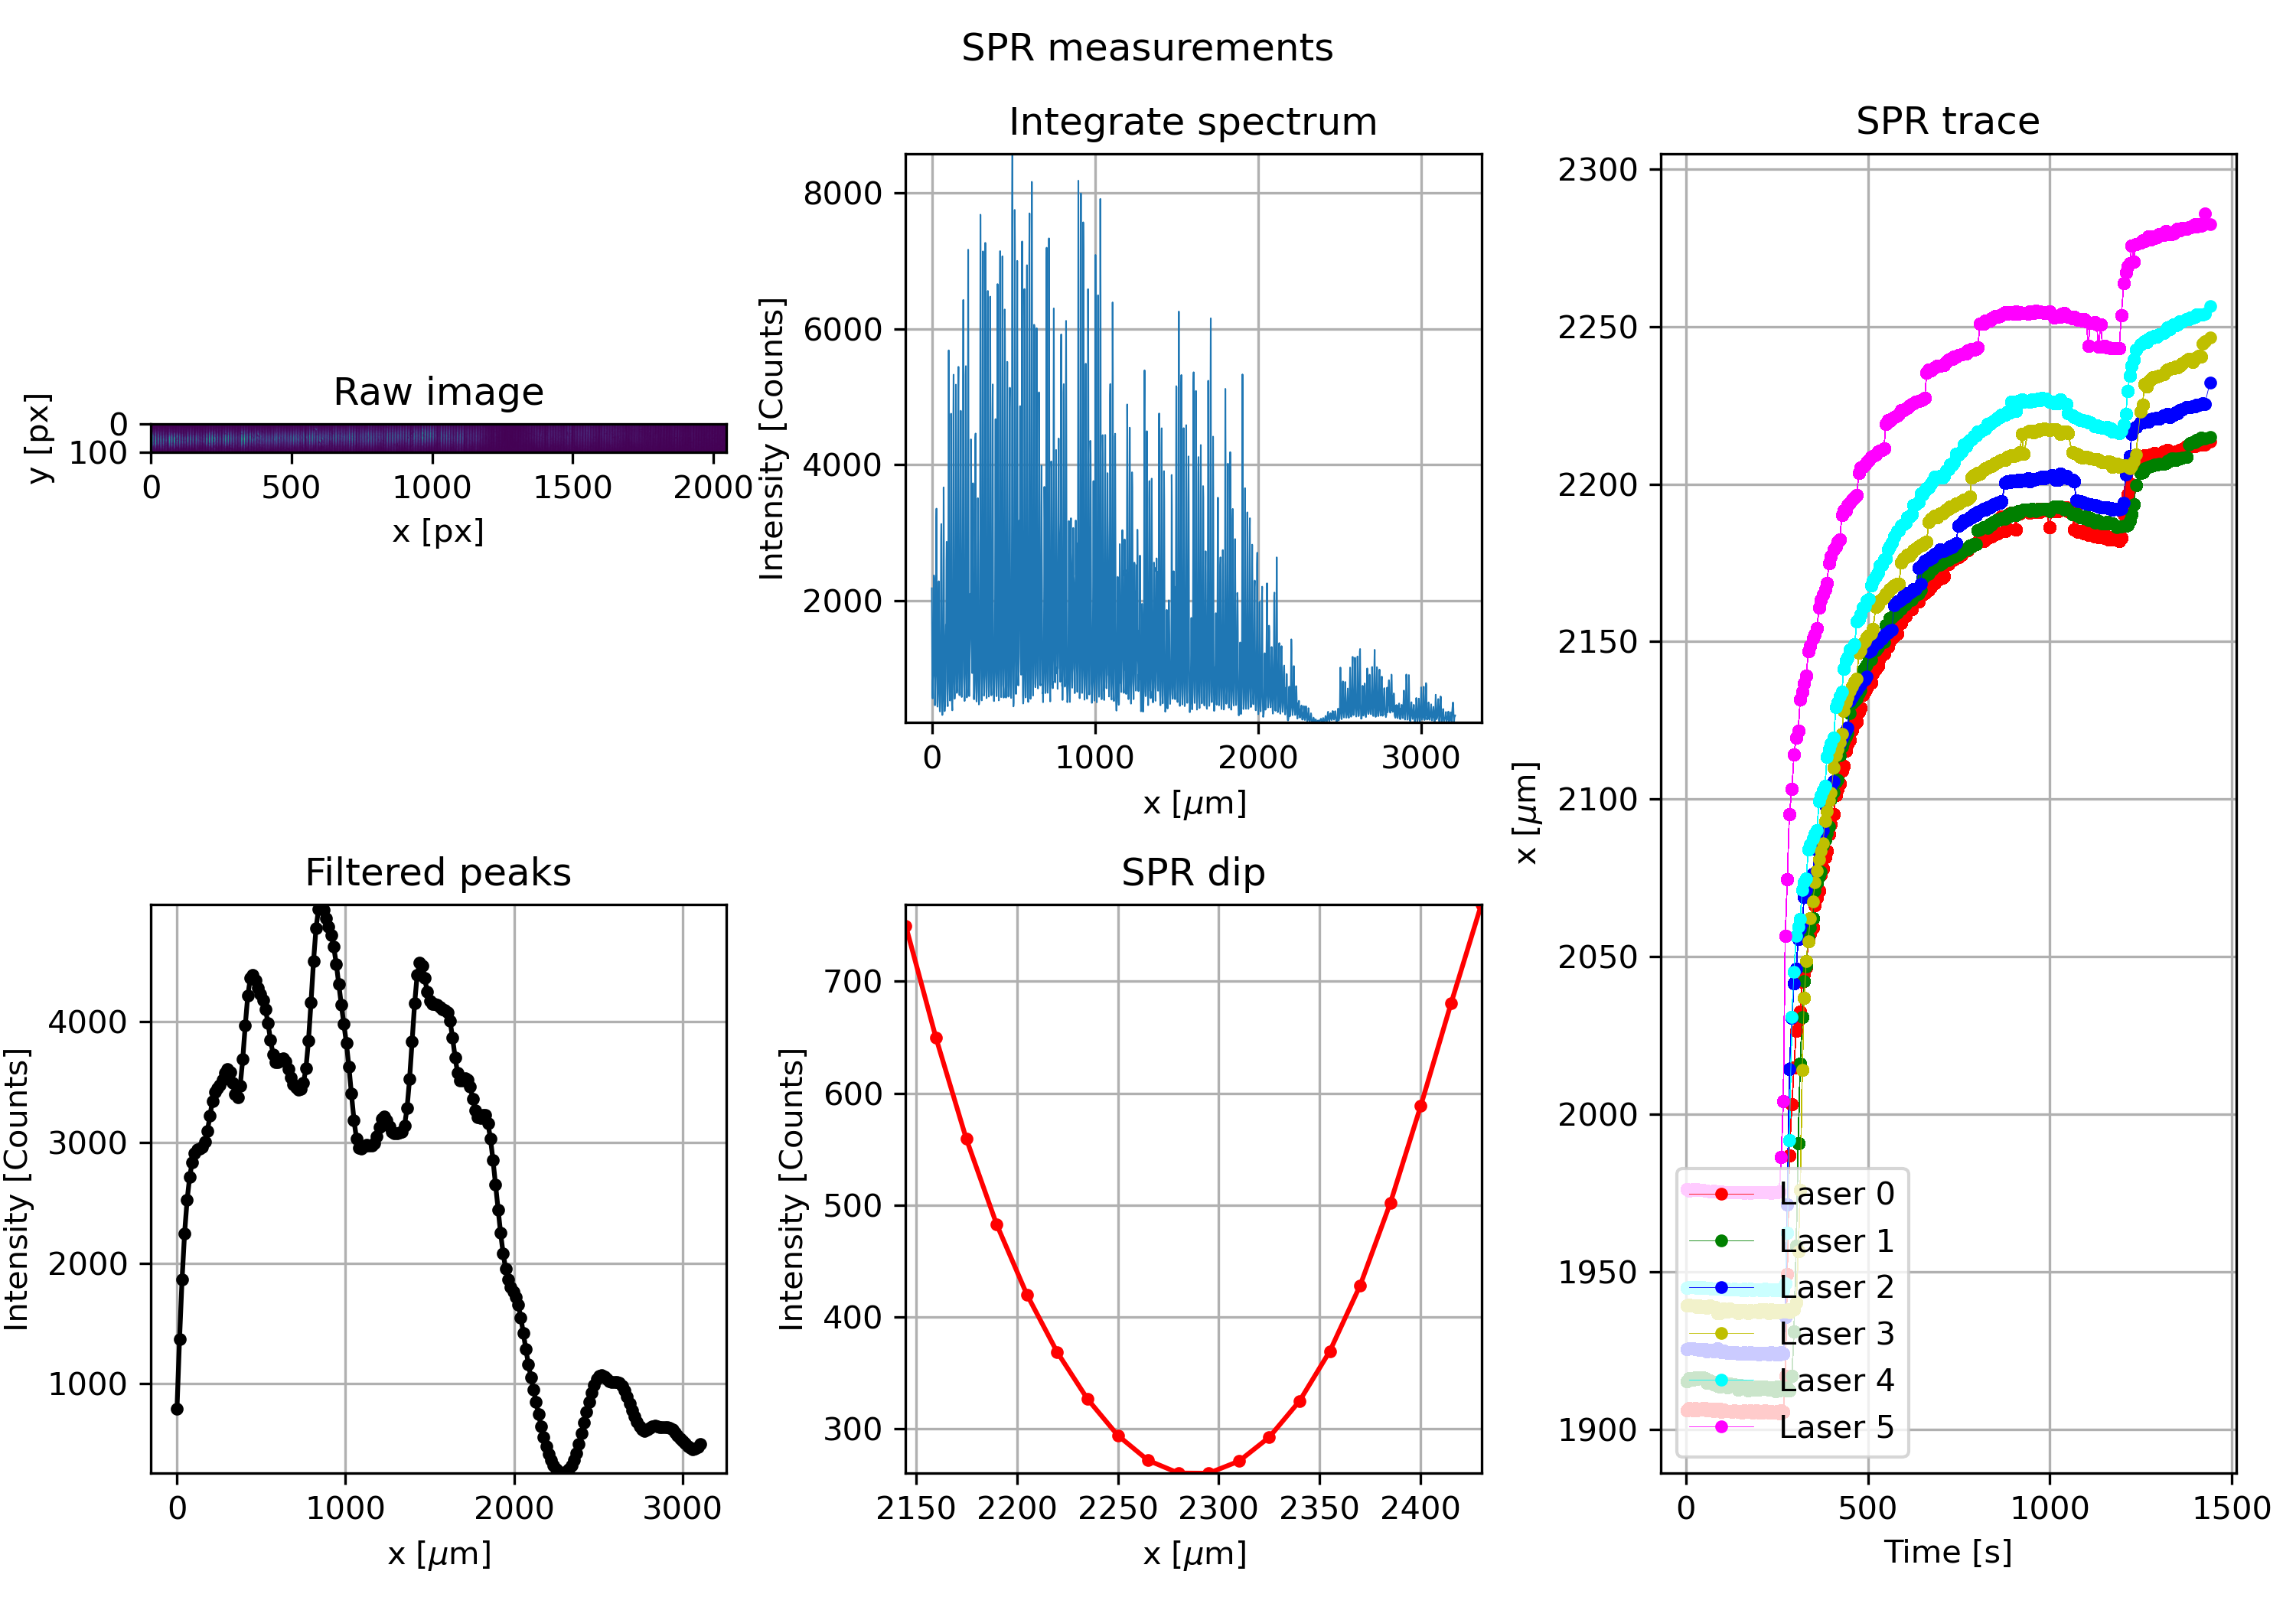 SPR measurements
Raw image
y [px]
0
100
0 500 1000 1500 2000
x [px]
Integrate spectrum
Intensity [Counts]
8000
6000
4000
2000
0 1000 2000 3000
x [μm]
SPR trace
x [μm]
2300
2250
2200
2150
2100
2050
2000
1950
1900
Laser 0
Laser 1
Laser 2
Laser 3
Laser 4
Laser 5
0 500 1000 1500
Time [s]
Filtered peaks
Intensity [Counts]
4000
3000
2000
1000
0 1000 2000 3000
x [μm]
SPR dip
Intensity [Counts]
700
600
500
400
300
2150 2200 2250 2300 2350 2400
x [μm]